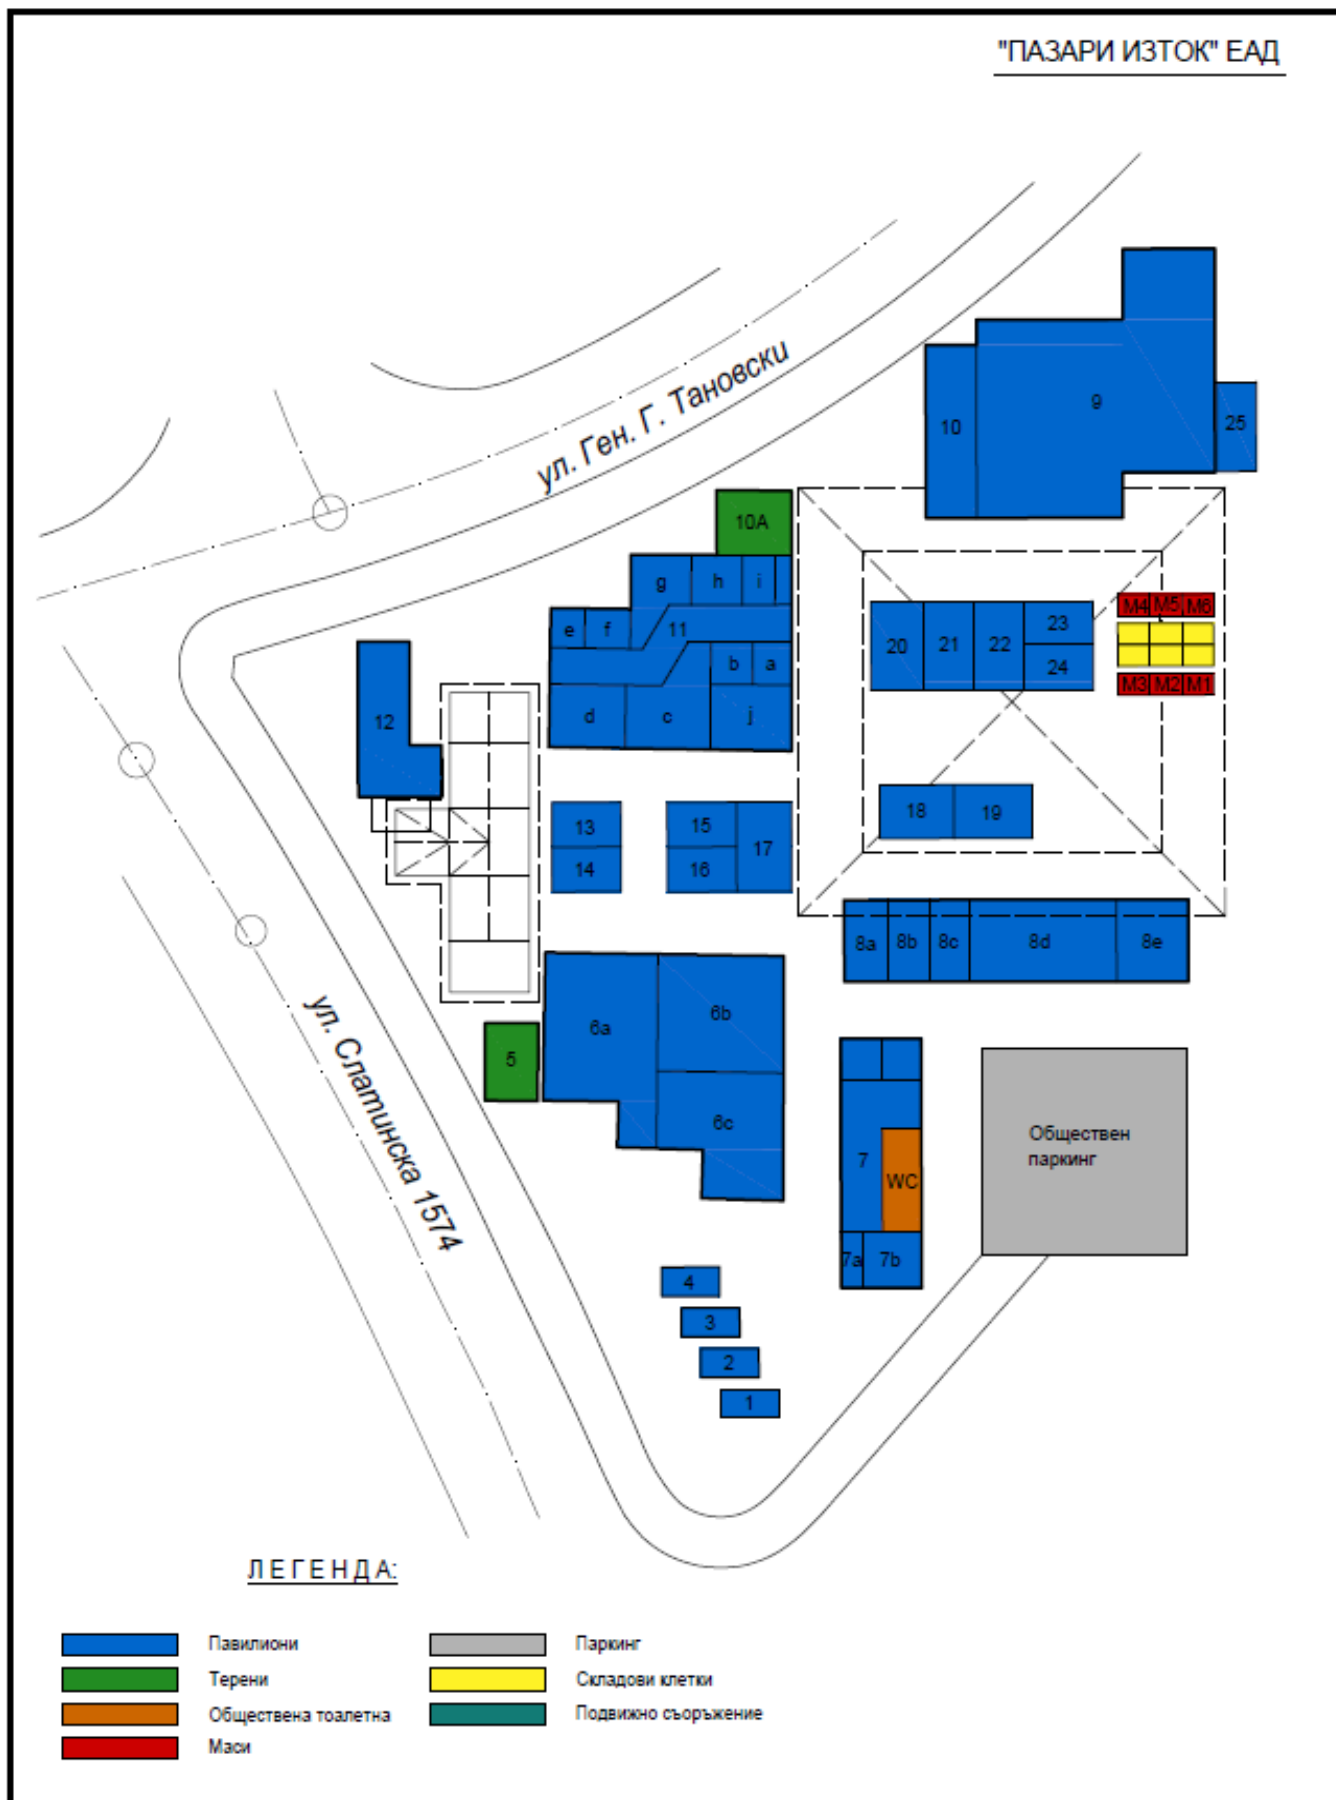 "ПАЗАРИ ИЗТОК" ЕАД
ул. Ген. Г. Тановски
9
10
25
10A
g
h
i
e
f
11
b
a
d
c
j
20
21
22
23
24
M4
M5
M6
M3
M2
M1
12
13
14
15
16
17
18
19
8a
8b
8c
8d
8e
6a
6b
6c
5
ул. Слатинска 1574
7
WC
7a
7b
Обществен
паркинг
4
3
2
1
ЛЕГЕНДА:
Павилиони
Терени
Обществена тоалетна
Маси
Паркинг
Складови клетки
Подвижно съоръжение